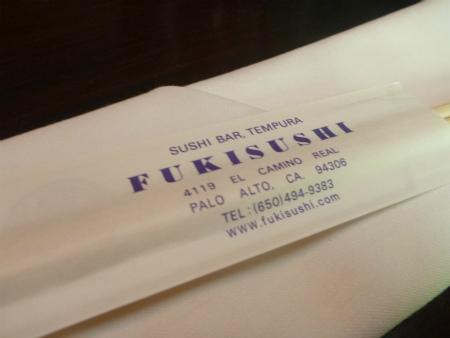 SUSHI BAR, TEMPURA
FUKISUSHI
4119 EL CAMINO REAL
PALO ALTO, CA. 94306
TEL:(650)494-9383
www.fukisushi.com